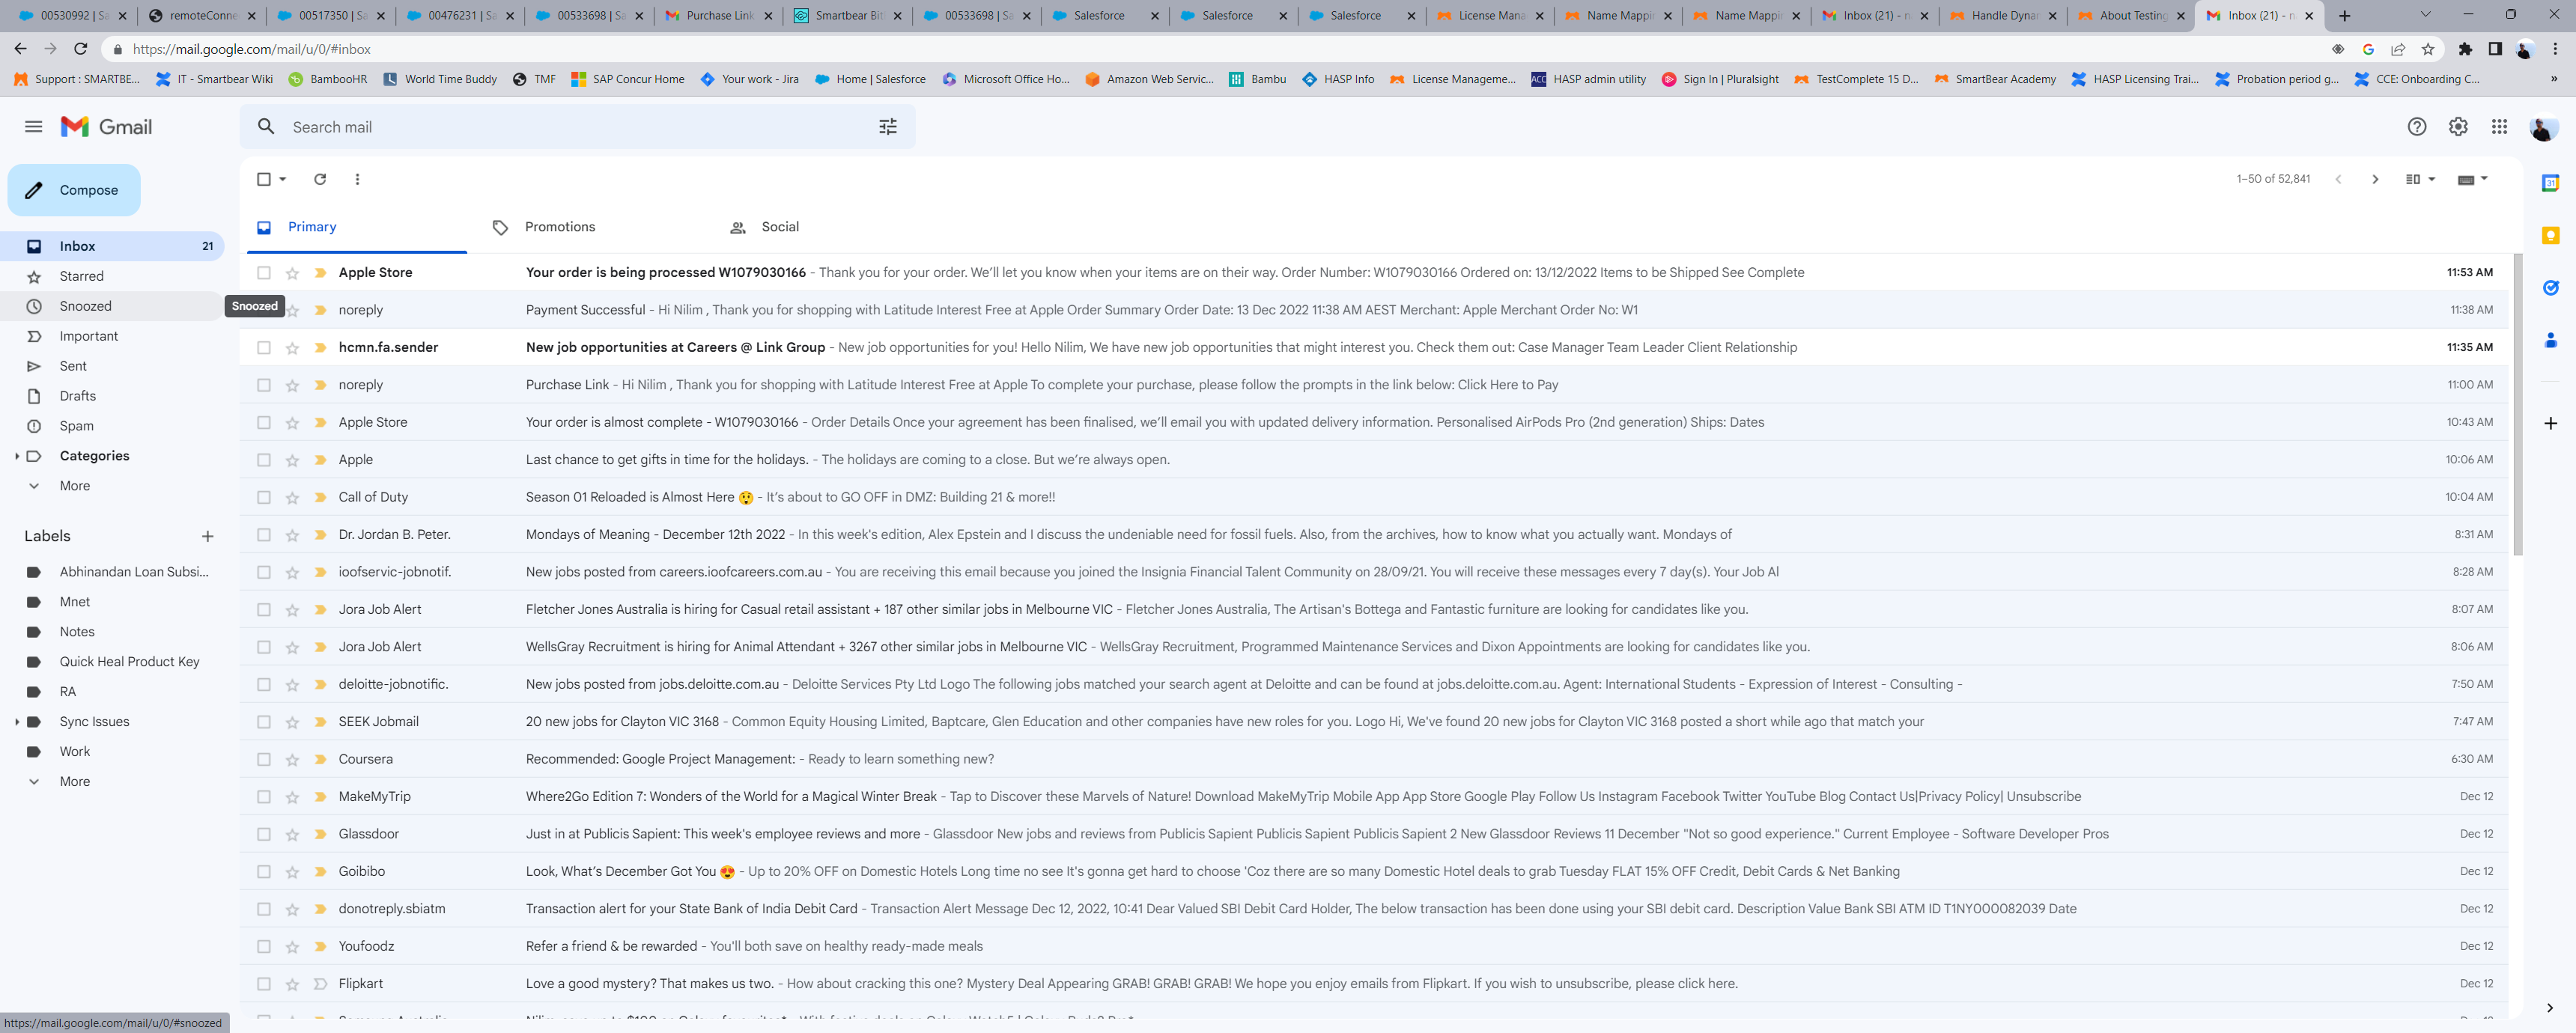 00530992 | Sa
remoteConne
00517350 | Sa
00476231 | Sa
00533698 | Sa
Purchase Link
Smartbear Bit
00533698 | Sa
Salesforce
Salesforce
Salesforce
License Mana
Name Mappin
Name Mappin
Inbox (21) - n
Handle Dynam
About Testing
Inbox (21) - n
https://mail.google.com/mail/u/0/#inbox
Support : SMARTBE...
IT - Smartbear Wiki
BambooHR
World Time Buddy
TMF
SAP Concur Home
Your work - Jira
Home | Salesforce
Microsoft Office Ho...
Amazon Web Servic...
Bambu
HASP Info
License Manageme...
ACC HASP admin utility
Sign In | Pluralsight
TestComplete 15 D...
SmartBear Academy
HASP Licensing Trai...
Probation period g...
CCE: Onboarding C...
»
Gmail
Search mail
Compose
1–50 of 52,841
31
Primary
Promotions
Social
Inbox 21
Starred
Snoozed
Snoozed
Important
Sent
Drafts
Spam
Categories
More
Labels
Abhinandan Loan Subsi...
Mnet
Notes
Quick Heal Product Key
RA
Sync Issues
Work
More
Apple Store Your order is being processed W1079030166 - Thank you for your order. We’ll let you know when your items are on their way. Order Number: W1079030166 Ordered on: 13/12/2022 Items to be Shipped See Complete 11:53 AM
noreply Payment Successful - Hi Nilim , Thank you for shopping with Latitude Interest Free at Apple Order Summary Order Date: 13 Dec 2022 11:38 AM AEST Merchant: Apple Merchant Order No: W1 11:38 AM
hcmn.fa.sender New job opportunities at Careers @ Link Group - New job opportunities for you! Hello Nilim, We have new job opportunities that might interest you. Check them out: Case Manager Team Leader Client Relationship 11:35 AM
noreply Purchase Link - Hi Nilim , Thank you for shopping with Latitude Interest Free at Apple To complete your purchase, please follow the prompts in the link below: Click Here to Pay 11:00 AM
Apple Store Your order is almost complete - W1079030166 - Order Details Once your agreement has been finalised, we’ll email you with updated delivery information. Personalised AirPods Pro (2nd generation) Ships: Dates 10:43 AM
Apple Last chance to get gifts in time for the holidays. - The holidays are coming to a close. But we’re always open. 10:06 AM
Call of Duty Season 01 Reloaded is Almost Here 😲 - It’s about to GO OFF in DMZ: Building 21 & more!! 10:04 AM
Dr. Jordan B. Peter. Mondays of Meaning - December 12th 2022 - In this week's edition, Alex Epstein and I discuss the undeniable need for fossil fuels. Also, from the archives, how to know what you actually want. Mondays of 8:31 AM
ioofservic-jobnotif. New jobs posted from careers.ioofcareers.com.au - You are receiving this email because you joined the Insignia Financial Talent Community on 28/09/21. You will receive these messages every 7 day(s). Your Job Al 8:28 AM
Jora Job Alert Fletcher Jones Australia is hiring for Casual retail assistant + 187 other similar jobs in Melbourne VIC - Fletcher Jones Australia, The Artisan's Bottega and Fantastic furniture are looking for candidates like you. 8:07 AM
Jora Job Alert WellsGray Recruitment is hiring for Animal Attendant + 3267 other similar jobs in Melbourne VIC - WellsGray Recruitment, Programmed Maintenance Services and Dixon Appointments are looking for candidates like you. 8:06 AM
deloitte-jobnotific. New jobs posted from jobs.deloitte.com.au - Deloitte Services Pty Ltd Logo The following jobs matched your search agent at Deloitte and can be found at jobs.deloitte.com.au. Agent: International Students - Expression of Interest - Consulting - 7:50 AM
SEEK Jobmail 20 new jobs for Clayton VIC 3168 - Common Equity Housing Limited, Baptcare, Glen Education and other companies have new roles for you. Logo Hi, We've found 20 new jobs for Clayton VIC 3168 posted a short while ago that match your 7:47 AM
Coursera Recommended: Google Project Management: - Ready to learn something new? 6:30 AM
MakeMyTrip Where2Go Edition 7: Wonders of the World for a Magical Winter Break - Tap to Discover these Marvels of Nature! Download MakeMyTrip Mobile App App Store Google Play Follow Us Instagram Facebook Twitter YouTube Blog Contact Us|Privacy Policy| Unsubscribe Dec 12
Glassdoor Just in at Publicis Sapient: This week's employee reviews and more - Glassdoor New jobs and reviews from Publicis Sapient Publicis Sapient Publicis Sapient 2 New Glassdoor Reviews 11 December "Not so good experience." Current Employee - Software Developer Pros Dec 12
Goibibo Look, What’s December Got You 😍 - Up to 20% OFF on Domestic Hotels Long time no see It's gonna get hard to choose 'Coz there are so many Domestic Hotel deals to grab Tuesday FLAT 15% OFF Credit, Debit Cards & Net Banking Dec 12
donotreply.sbiatm Transaction alert for your State Bank of India Debit Card - Transaction Alert Message Dec 12, 2022, 10:41 Dear Valued SBI Debit Card Holder, The below transaction has been done using your SBI debit card. Description Value Bank SBI ATM ID T1NY000082039 Date Dec 12
Youfoodz Refer a friend & be rewarded - You'll both save on healthy ready-made meals Dec 12
Flipkart Love a good mystery? That makes us two. - How about cracking this one? Mystery Deal Appearing GRAB! GRAB! GRAB! We hope you enjoy emails from Flipkart. If you wish to unsubscribe, please click here. Dec 12
https://mail.google.com/mail/u/0/#snoozed